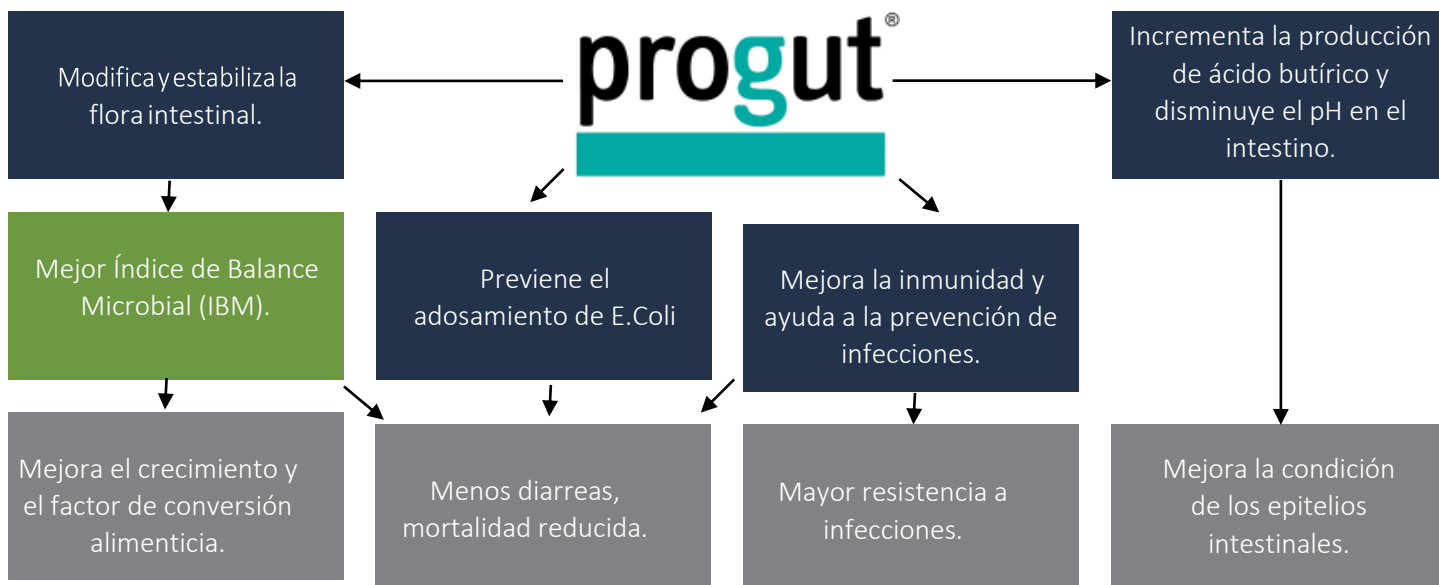 progut®
Modifica y estabiliza la
flora intestinal.
Incrementa la producción
de ácido butírico y
disminuye el pH en el
intestino.
Mejor Índice de Balance
Microbial (IBM).
Previene el
adosamiento de E.Coli
Mejora la inmunidad y
ayuda a la prevención de
infecciones.
Mejora el crecimiento y
el factor de conversión
alimenticia.
Menos diarreas,
mortalidad reducida.
Mayor resistencia a
infecciones.
Mejora la condición
de los epitelios
intestinales.